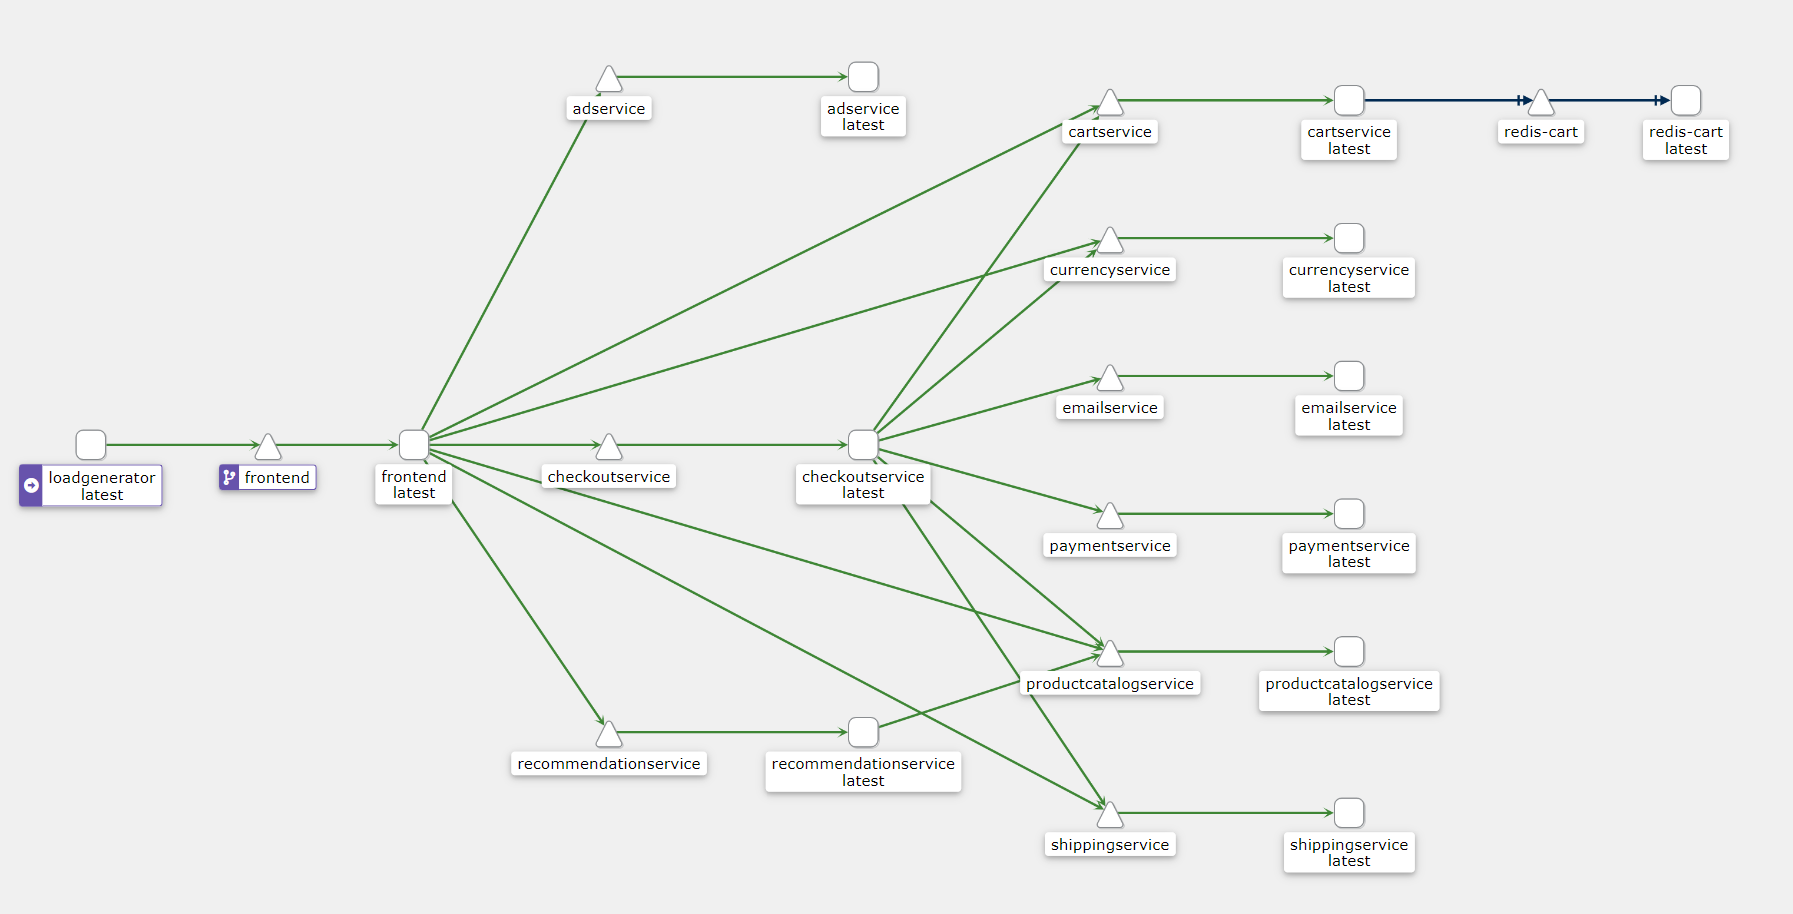 adservice
adservice
latest
cartservice
cartservice
latest
redis-cart
redis-cart
latest
currencyservice
currencyservice
latest
emailservice
emailservice
latest
loadgenerator
latest
frontend
frontend
latest
checkoutservice
checkoutservice
latest
paymentservice
paymentservice
latest
productcatalogservice
productcatalogservice
latest
recommendationservice
recommendationservice
latest
shippingservice
shippingservice
latest